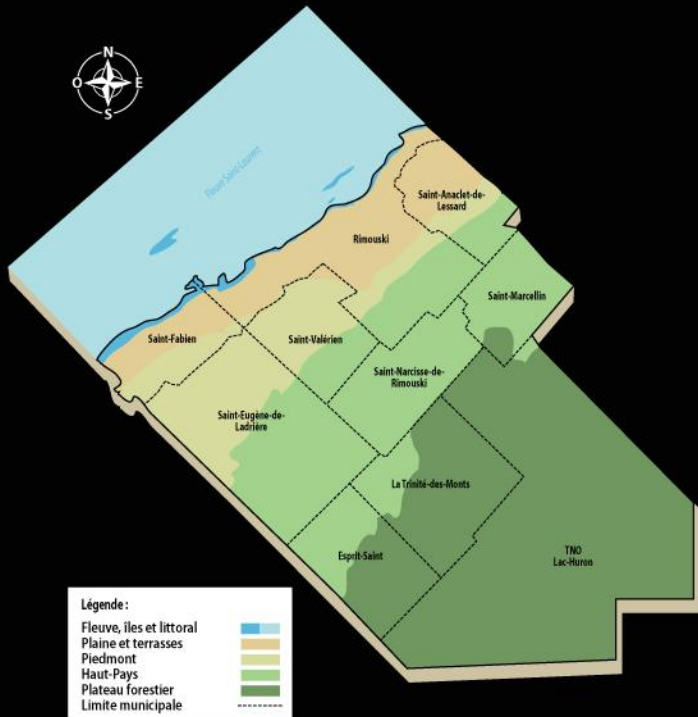 N
O
E
S
Fleuve Saint-Laurent
Saint-Anaclet-de-
Lessard
Rimouski
Saint-Marcellin
Saint-Fabien
Saint-Valérien
Saint-Narcisse-de-
Rimouski
Saint-Eugène-de-
Ladrière
La Trinité-des-Monts
Esprit-Saint
TNO
Lac-Huron
Légende :
Fleuve, îles et littoral
Plaine et terrasses
Piedmont
Haut-Pays
Plateau forestier
Limite municipale